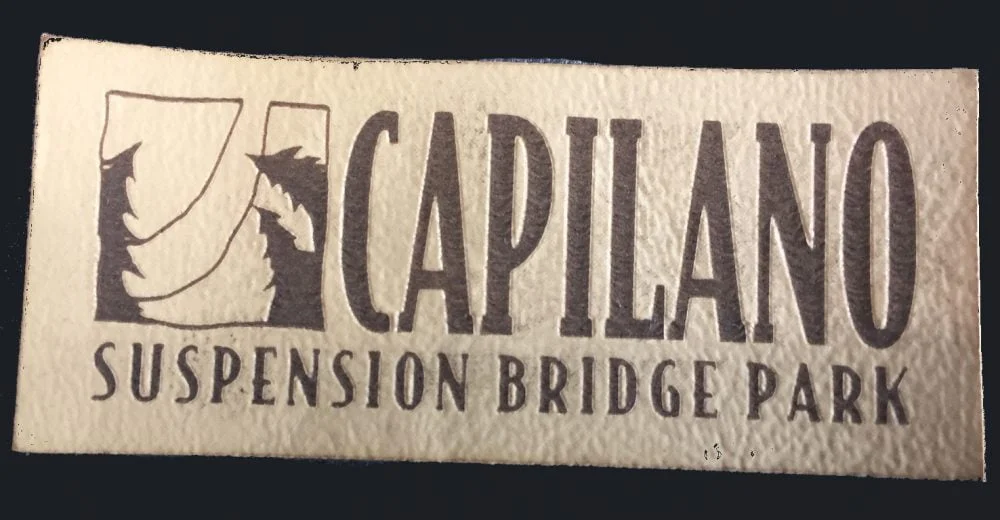 CAPILANO
SUSPENSION BRIDGE PARK